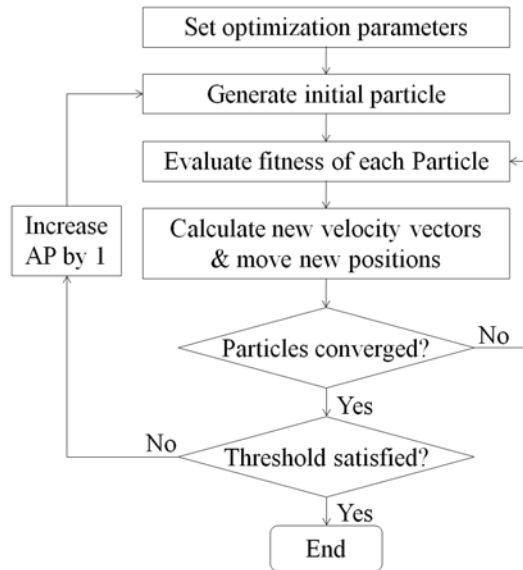 Set optimization parameters
Generate initial particle
Evaluate fitness of each Particle
Increase
AP by 1
Calculate new velocity vectors
& move new positions
Particles converged?
No
Yes
No
Threshold satisfied?
Yes
End